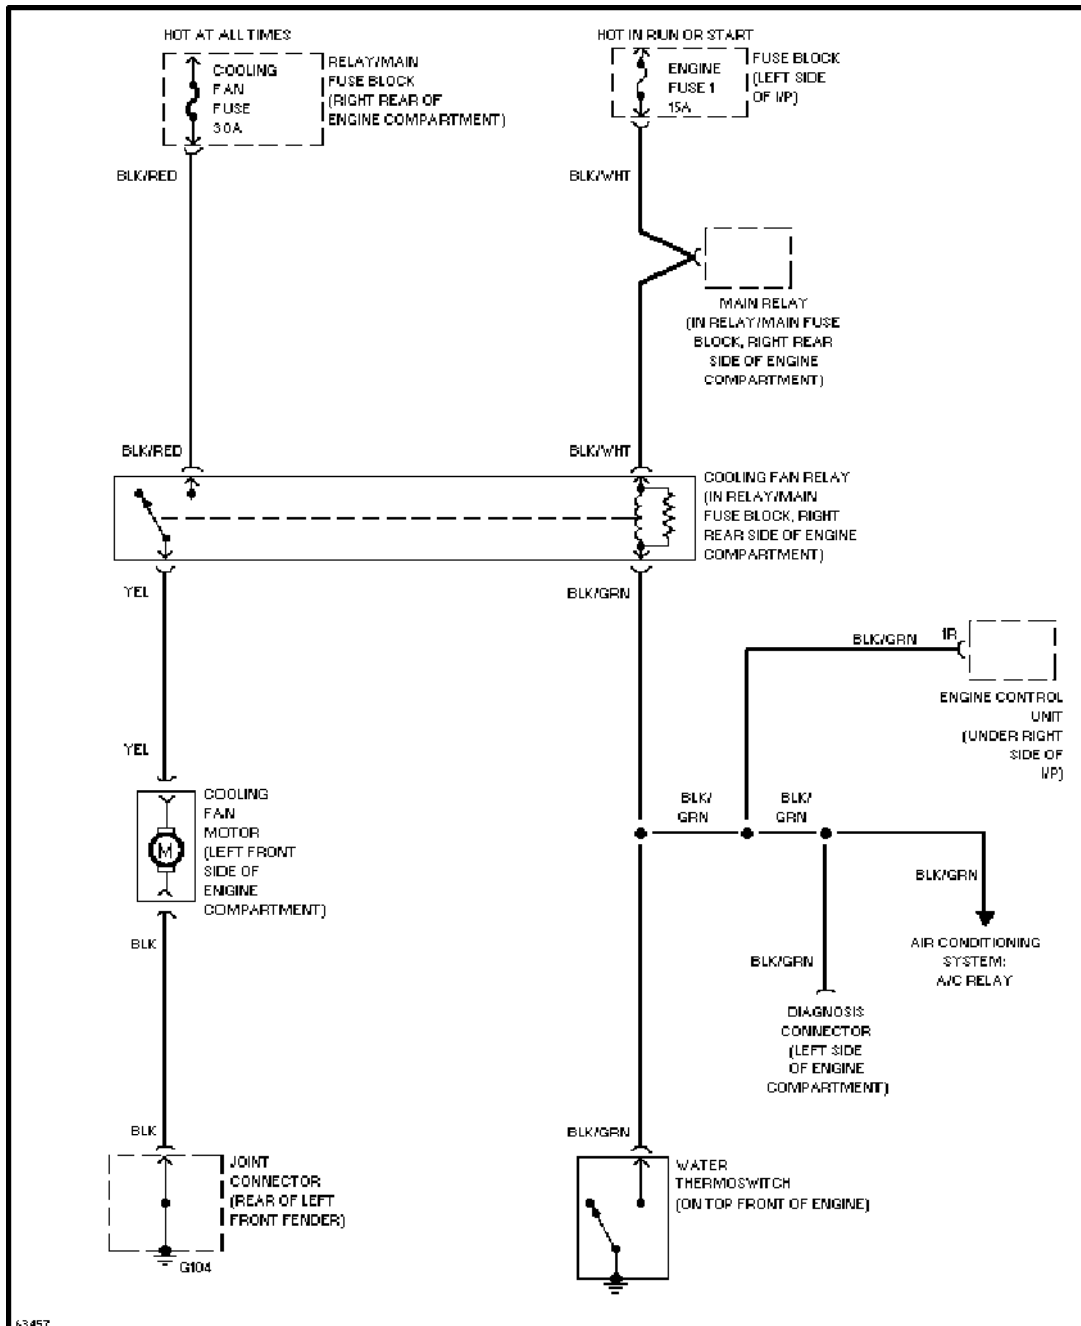 HOT AT ALL TIMES
COOLING
FAN
FUSE
30A
RELAY/MAIN
FUSE BLOCK
(RIGHT REAR OF
ENGINE COMPARTMENT)
HOT IN RUN OR START
ENGINE
FUSE 1
15A
FUSE BLOCK
(LEFT SIDE
OF I/P)
BLK/RED
BLK/WHT
MAIN RELAY
(IN RELAY/MAIN FUSE
BLOCK, RIGHT REAR
SIDE OF ENGINE
COMPARTMENT)
BLK/RED
BLK/WHT
COOLING FAN RELAY
(IN RELAY/MAIN
FUSE BLOCK, RIGHT
REAR SIDE OF ENGINE
COMPARTMENT)
YEL
BLK/GRN
BLK/GRN
1R
ENGINE CONTROL
UNIT
(UNDER RIGHT
SIDE OF
I/P)
YEL
COOLING
FAN
MOTOR
(LEFT FRONT
SIDE OF
ENGINE
COMPARTMENT)
M
BLK/
GRN
BLK/
GRN
BLK/GRN
BLK
BLK/GRN
AIR CONDITIONING
SYSTEM:
A/C RELAY
DIAGNOSIS
CONNECTOR
(LEFT SIDE
OF ENGINE
COMPARTMENT)
BLK
BLK/GRN
JOINT
CONNECTOR
(REAR OF LEFT
FRONT FENDER)
G104
WATER
THERMOSWITCH
(ON TOP FRONT OF ENGINE)
63457